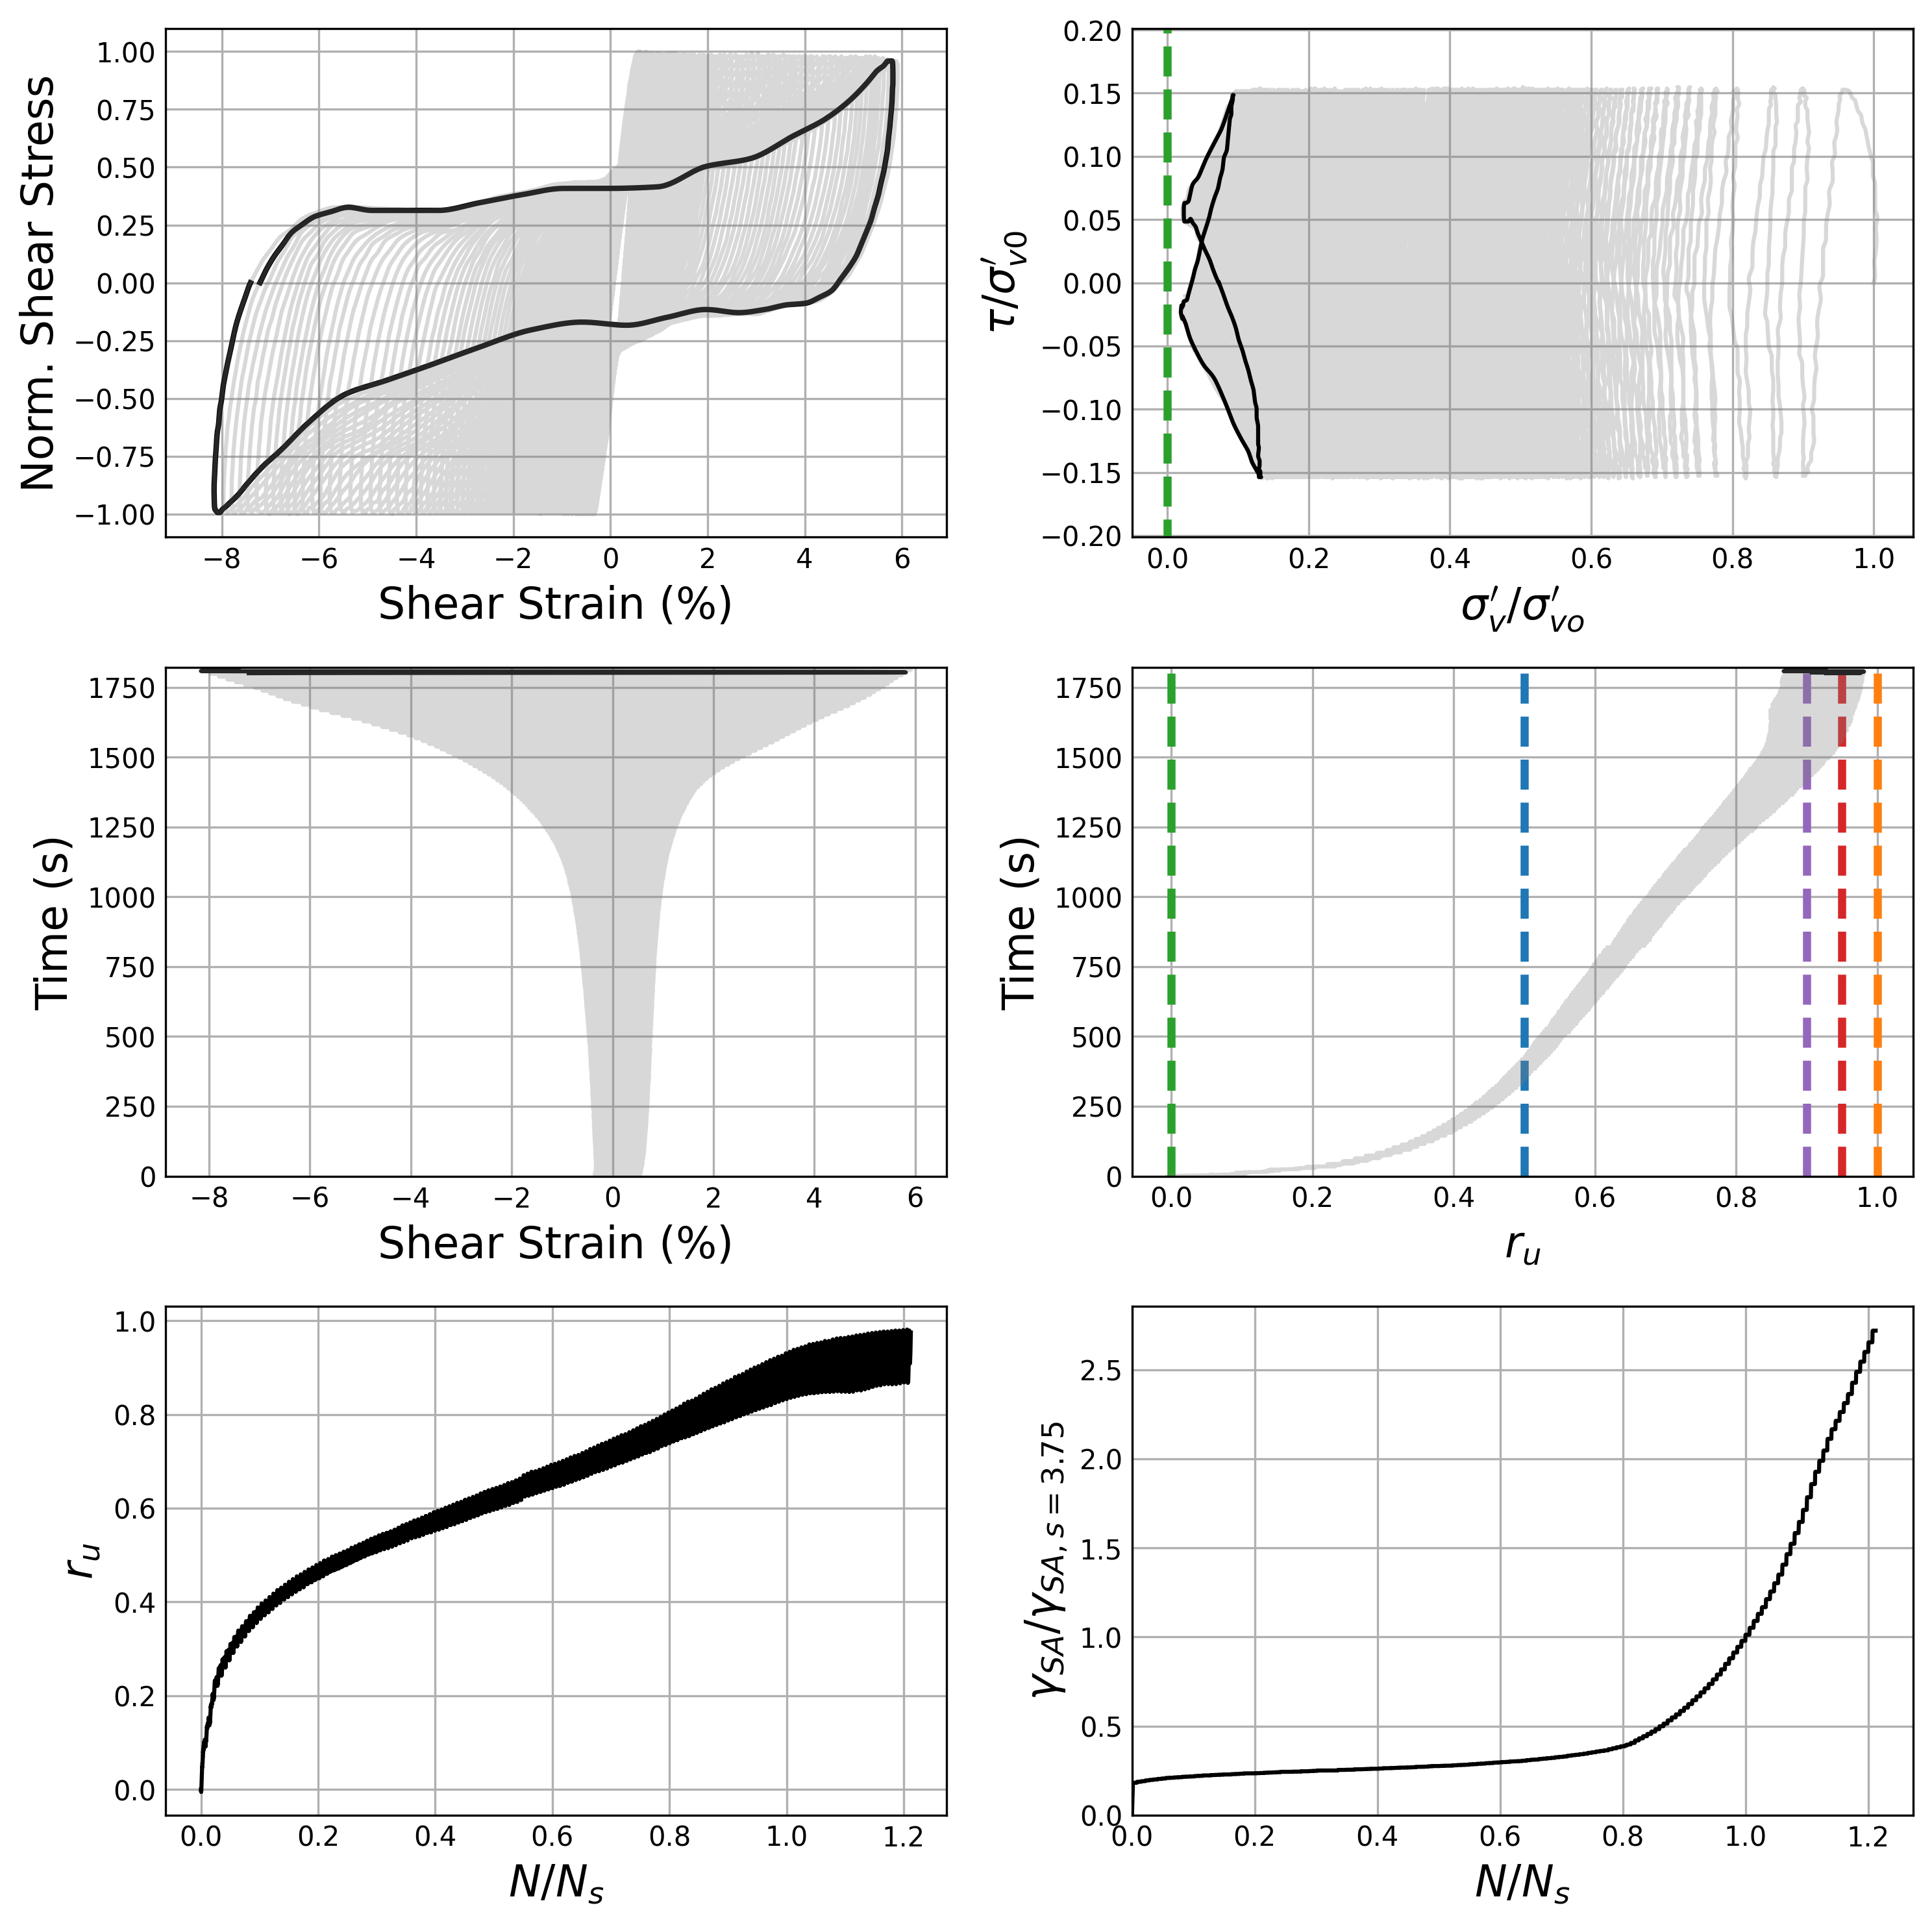 1.00
0.75
0.50
0.25
0.00
−0.25
−0.50
−0.75
−1.00
Norm. Shear Stress
−8 −6 −4 −2 0 2 4 6
Shear Strain (%)
0.20
0.15
0.10
0.05
0.00
−0.05
−0.10
−0.15
−0.20
τ/σ′v0
0.0 0.2 0.4 0.6 0.8 1.0
σ′v/σ′vo
1750
1500
1250
1000
750
500
250
0
Time (s)
−8 −6 −4 −2 0 2 4 6
Shear Strain (%)
1750
1500
1250
1000
750
500
250
0
Time (s)
0.0 0.2 0.4 0.6 0.8 1.0
ru
1.0
0.8
0.6
0.4
0.2
0.0
ru
0.0 0.2 0.4 0.6 0.8 1.0 1.2
N/Ns
2.5
2.0
1.5
1.0
0.5
0.0
γSA/γSA, s = 3.75
0.0 0.2 0.4 0.6 0.8 1.0 1.2
N/Ns